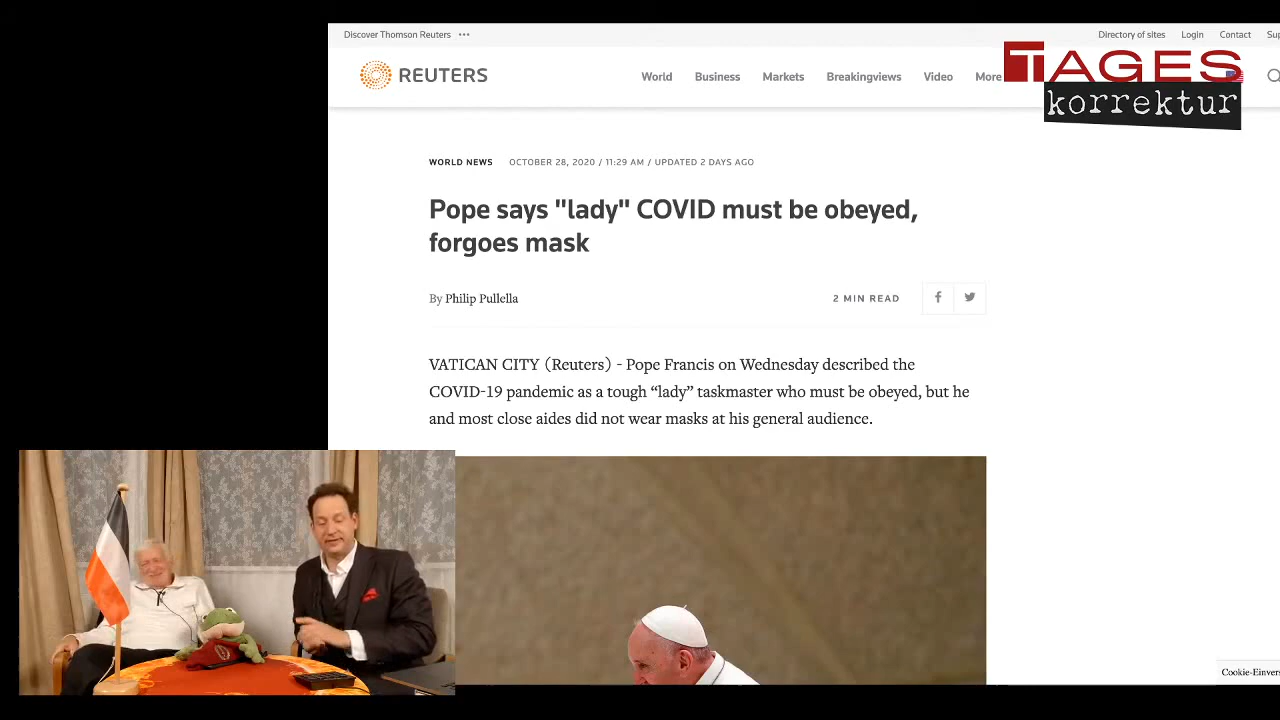 Discover Thomson Reuters •••
Directory of sites Login Contact Sup
REUTERS
World Business Markets Breakingviews Video More
TAGES
korrektur
WORLD NEWS OCTOBER 28, 2020 / 11:29 AM / UPDATED 2 DAYS AGO
Pope says "lady" COVID must be obeyed,
forgoes mask
By Philip Pullella
2 MIN READ
VATICAN CITY (Reuters) - Pope Francis on Wednesday described the
COVID-19 pandemic as a tough “lady” taskmaster who must be obeyed, but he
and most close aides did not wear masks at his general audience.
Cookie-Einvers